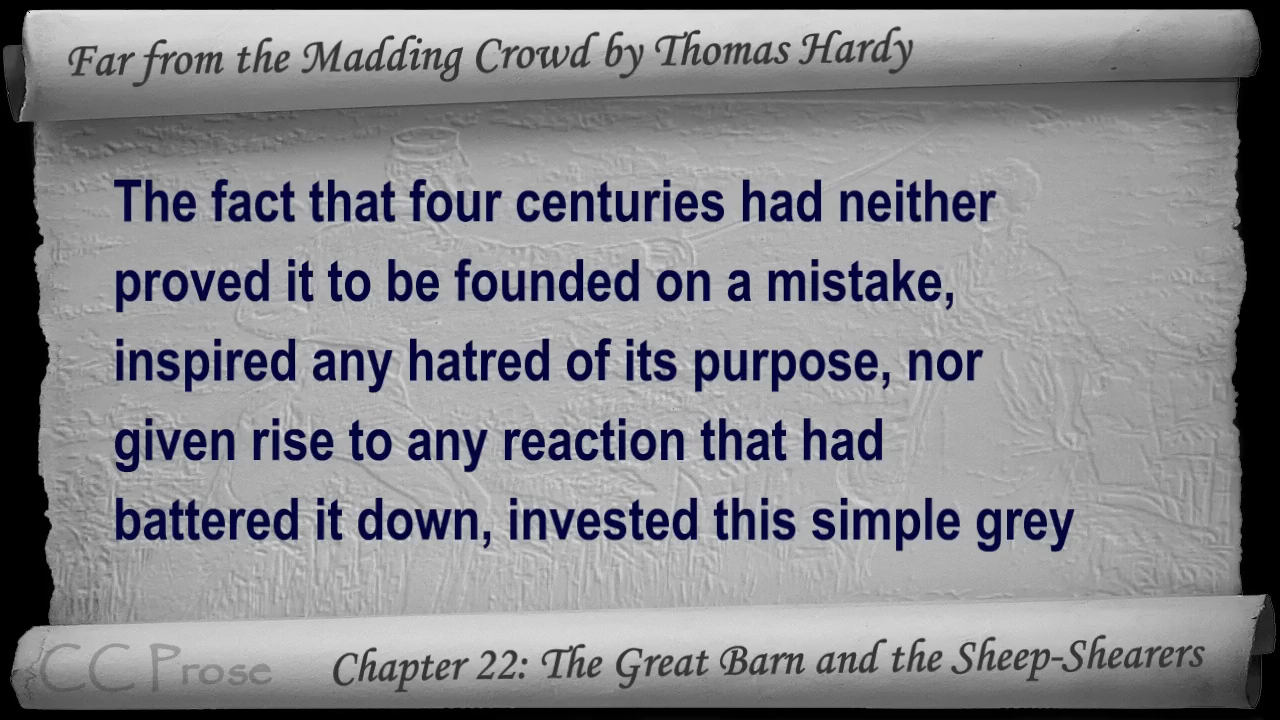 Far from the Madding Crowd by Thomas Hardy
The fact that four centuries had neither
proved it to be founded on a mistake,
inspired any hatred of its purpose, nor
given rise to any reaction that had
battered it down, invested this simple grey
CC Prose
Chapter 22: The Great Barn and the Sheep-Shearers